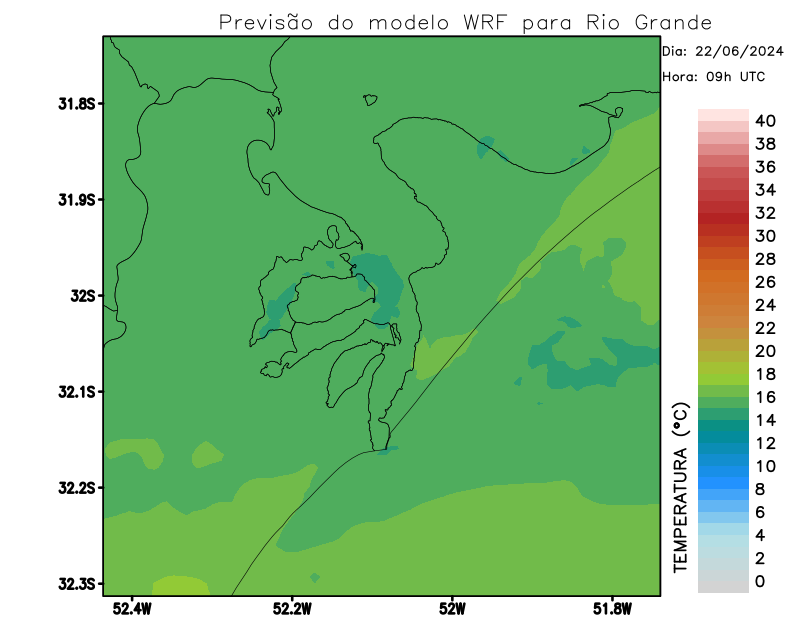 Previsão do modelo WRF para Rio Grande
Dia: 22/06/2024
Hora: 09h UTC
31.8S
31.9S
32S
32.1S
32.2S
32.3S
52.4W
52.2W
52W
51.8W
TEMPERATURA (°C)
40
38
36
34
32
30
28
26
24
22
20
18
16
14
12
10
8
6
4
2
0